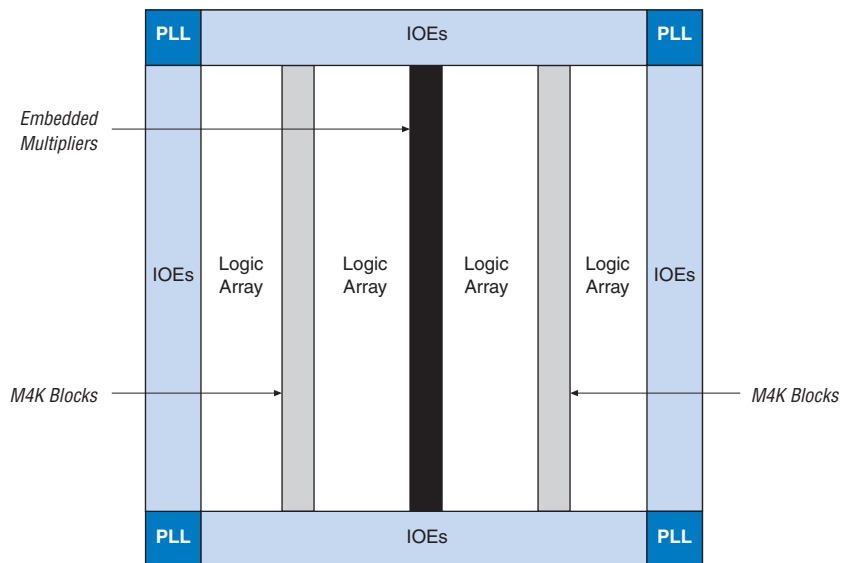 PLL
IOEs
PLL
Embedded
Multipliers
IOEs
Logic
Array
Logic
Array
Logic
Array
Logic
Array
IOEs
M4K Blocks
M4K Blocks
PLL
IOEs
PLL